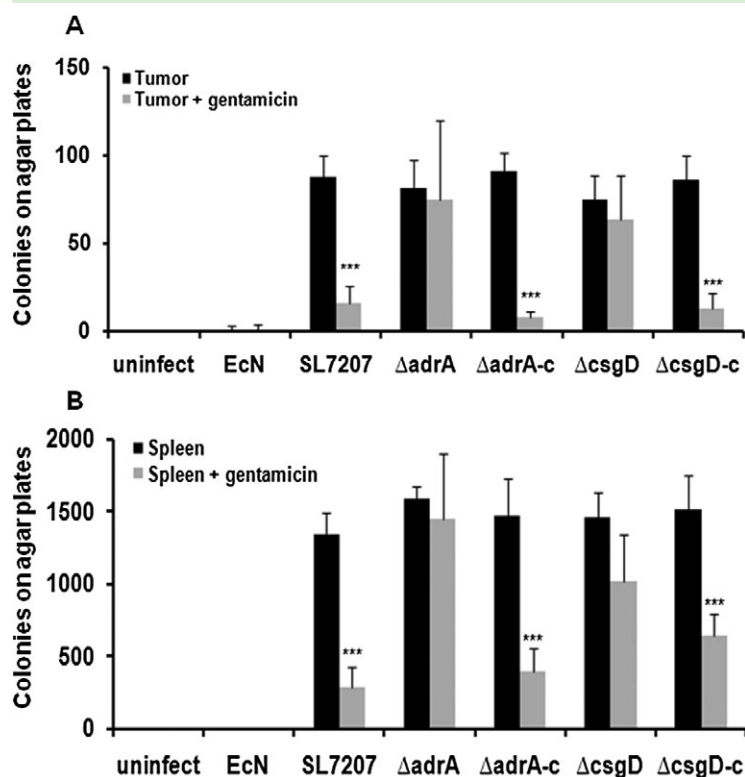 A
150
Tumor
Tumor + gentamicin
100
Colonies on agar plates
50
***
***
***
0
uninfect EcN SL7207 ΔadrA ΔadrA-c ΔcsgD ΔcsgD-c
B
2000
Spleen
Spleen + gentamicin
1500
Colonies on agar plates
1000
***
***
***
500
0
uninfect EcN SL7207 ΔadrA ΔadrA-c ΔcsgD ΔcsgD-c